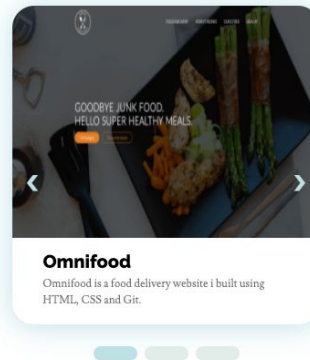 GOODBYE JUNK FOOD.
HELLO SUPER HEALTHY MEALS.
Omnifood
Omnifood is a food delivery website i built using
HTML, CSS and Git.